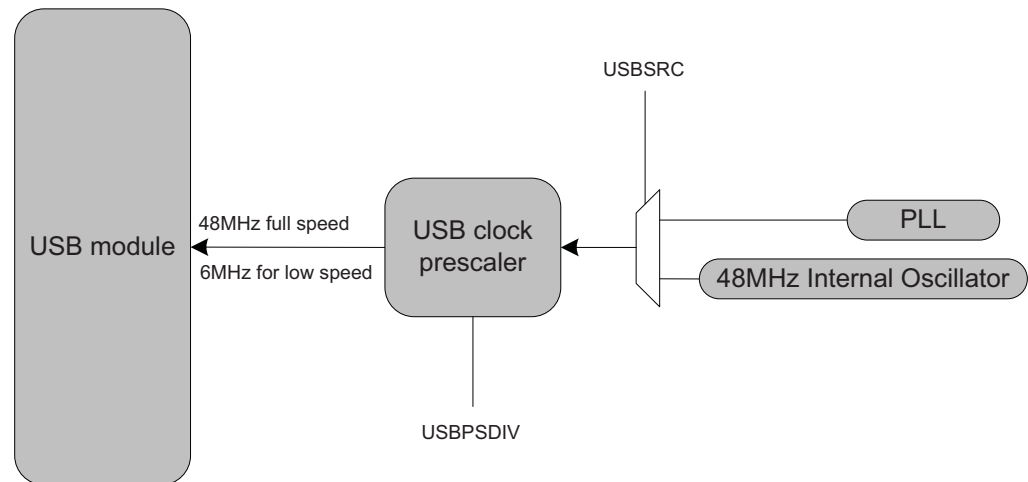 USBSRC
PLL
48MHz full speed
USB clock
prescaler
USB module
6MHz for low speed
48MHz Internal Oscillator
USBPSDIV